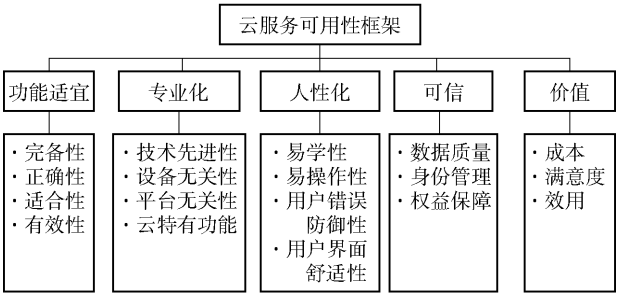 云服务可用性框架
功能适宜
专业化
人性化
可信
价值
· 完备性
· 正确性
· 适合性
· 有效性
· 技术先进性
· 设备无关性
· 平台无关性
· 云特有功能
· 易学性
· 易操作性
· 用户错误
防御性
· 用户界面
舒适性
· 数据质量
· 身份管理
· 权益保障
· 成本
· 满意度
· 效用